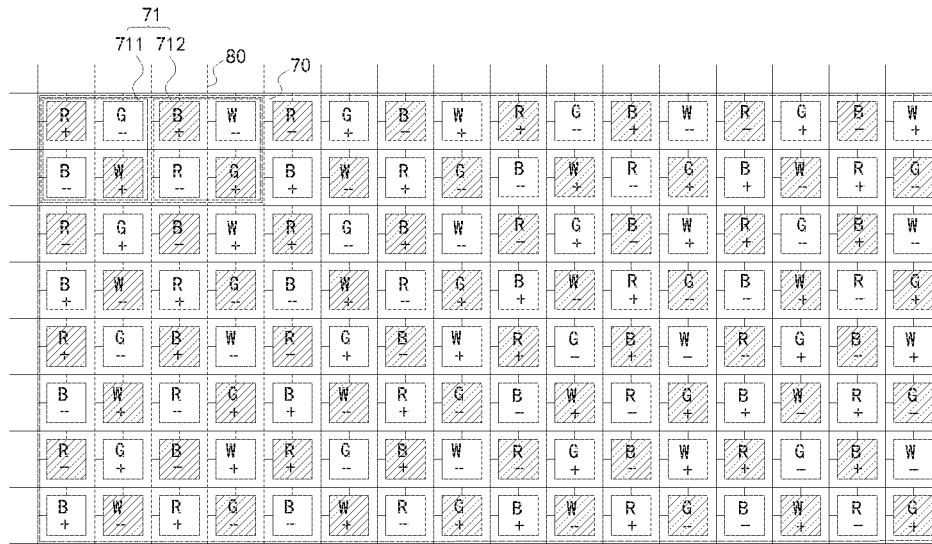 71
711 712 80 70
R G B W R G B W R G B W R G B W
+ -- + -- -- + -- + + -- + -- -- + -- +
B W R G B W R G B W R G B W R G
-- + -- + + -- + -- -- + -- + + -- + --
R G B W R G B W R G B W R G B W
-- + -- + + -- + -- -- + -- + + -- + --
B W R G B W R G B W R G B W R G
+ -- + -- -- + -- + + -- + -- -- + -- +
R G B W R G B W R G B W R G B W
+ -- + -- -- + -- + + -- + -- -- + -- +
B W R G B W R G B W R G B W R G
-- + -- + + -- + -- -- + -- + + -- + --
R G B W R G B W R G B W R G B W
-- + -- + + -- + -- -- + -- + + -- + --
B W R G B W R G B W R G B W R G
+ -- + -- -- + -- + + -- + -- -- + -- +